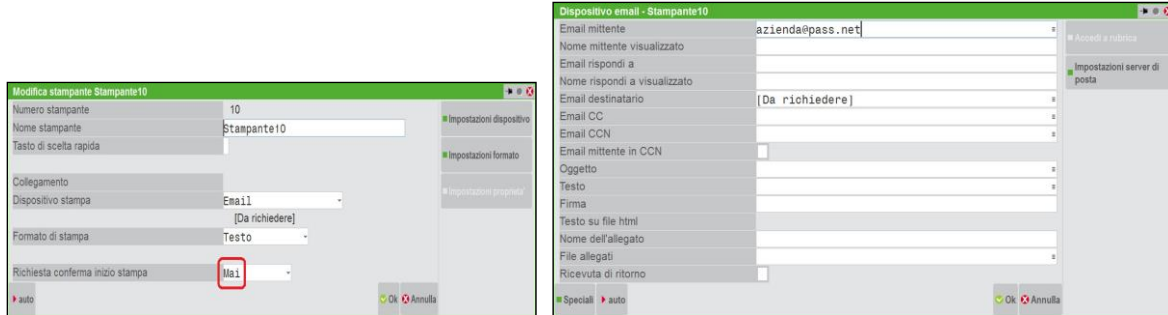 Modifica stampante Stampante10
Numero stampante 10
Nome stampante Stampante10
Tasto di scelta rapida
Collegamento
Dispositivo stampa Email
[Da richiedere]
Formato di stampa Testo
Richiesta conferma inizio stampa Mai
Impostazioni dispositivo
Impostazioni formato
Impostazioni proprieta'
auto Ok Annulla
Dispositivo email - Stampante10
Email mittente azienda@pass.net
Nome mittente visualizzato
Email rispondi a
Nome rispondi a visualizzato
Email destinatario [Da richiedere]
Email CC
Email CCN
Email mittente in CCN
Oggetto
Testo
Firma
Testo su file html
Nome dell'allegato
File allegati
Ricevuta di ritorno
Accedi a rubrica
Impostazioni server di
posta
Speciali auto Ok Annulla